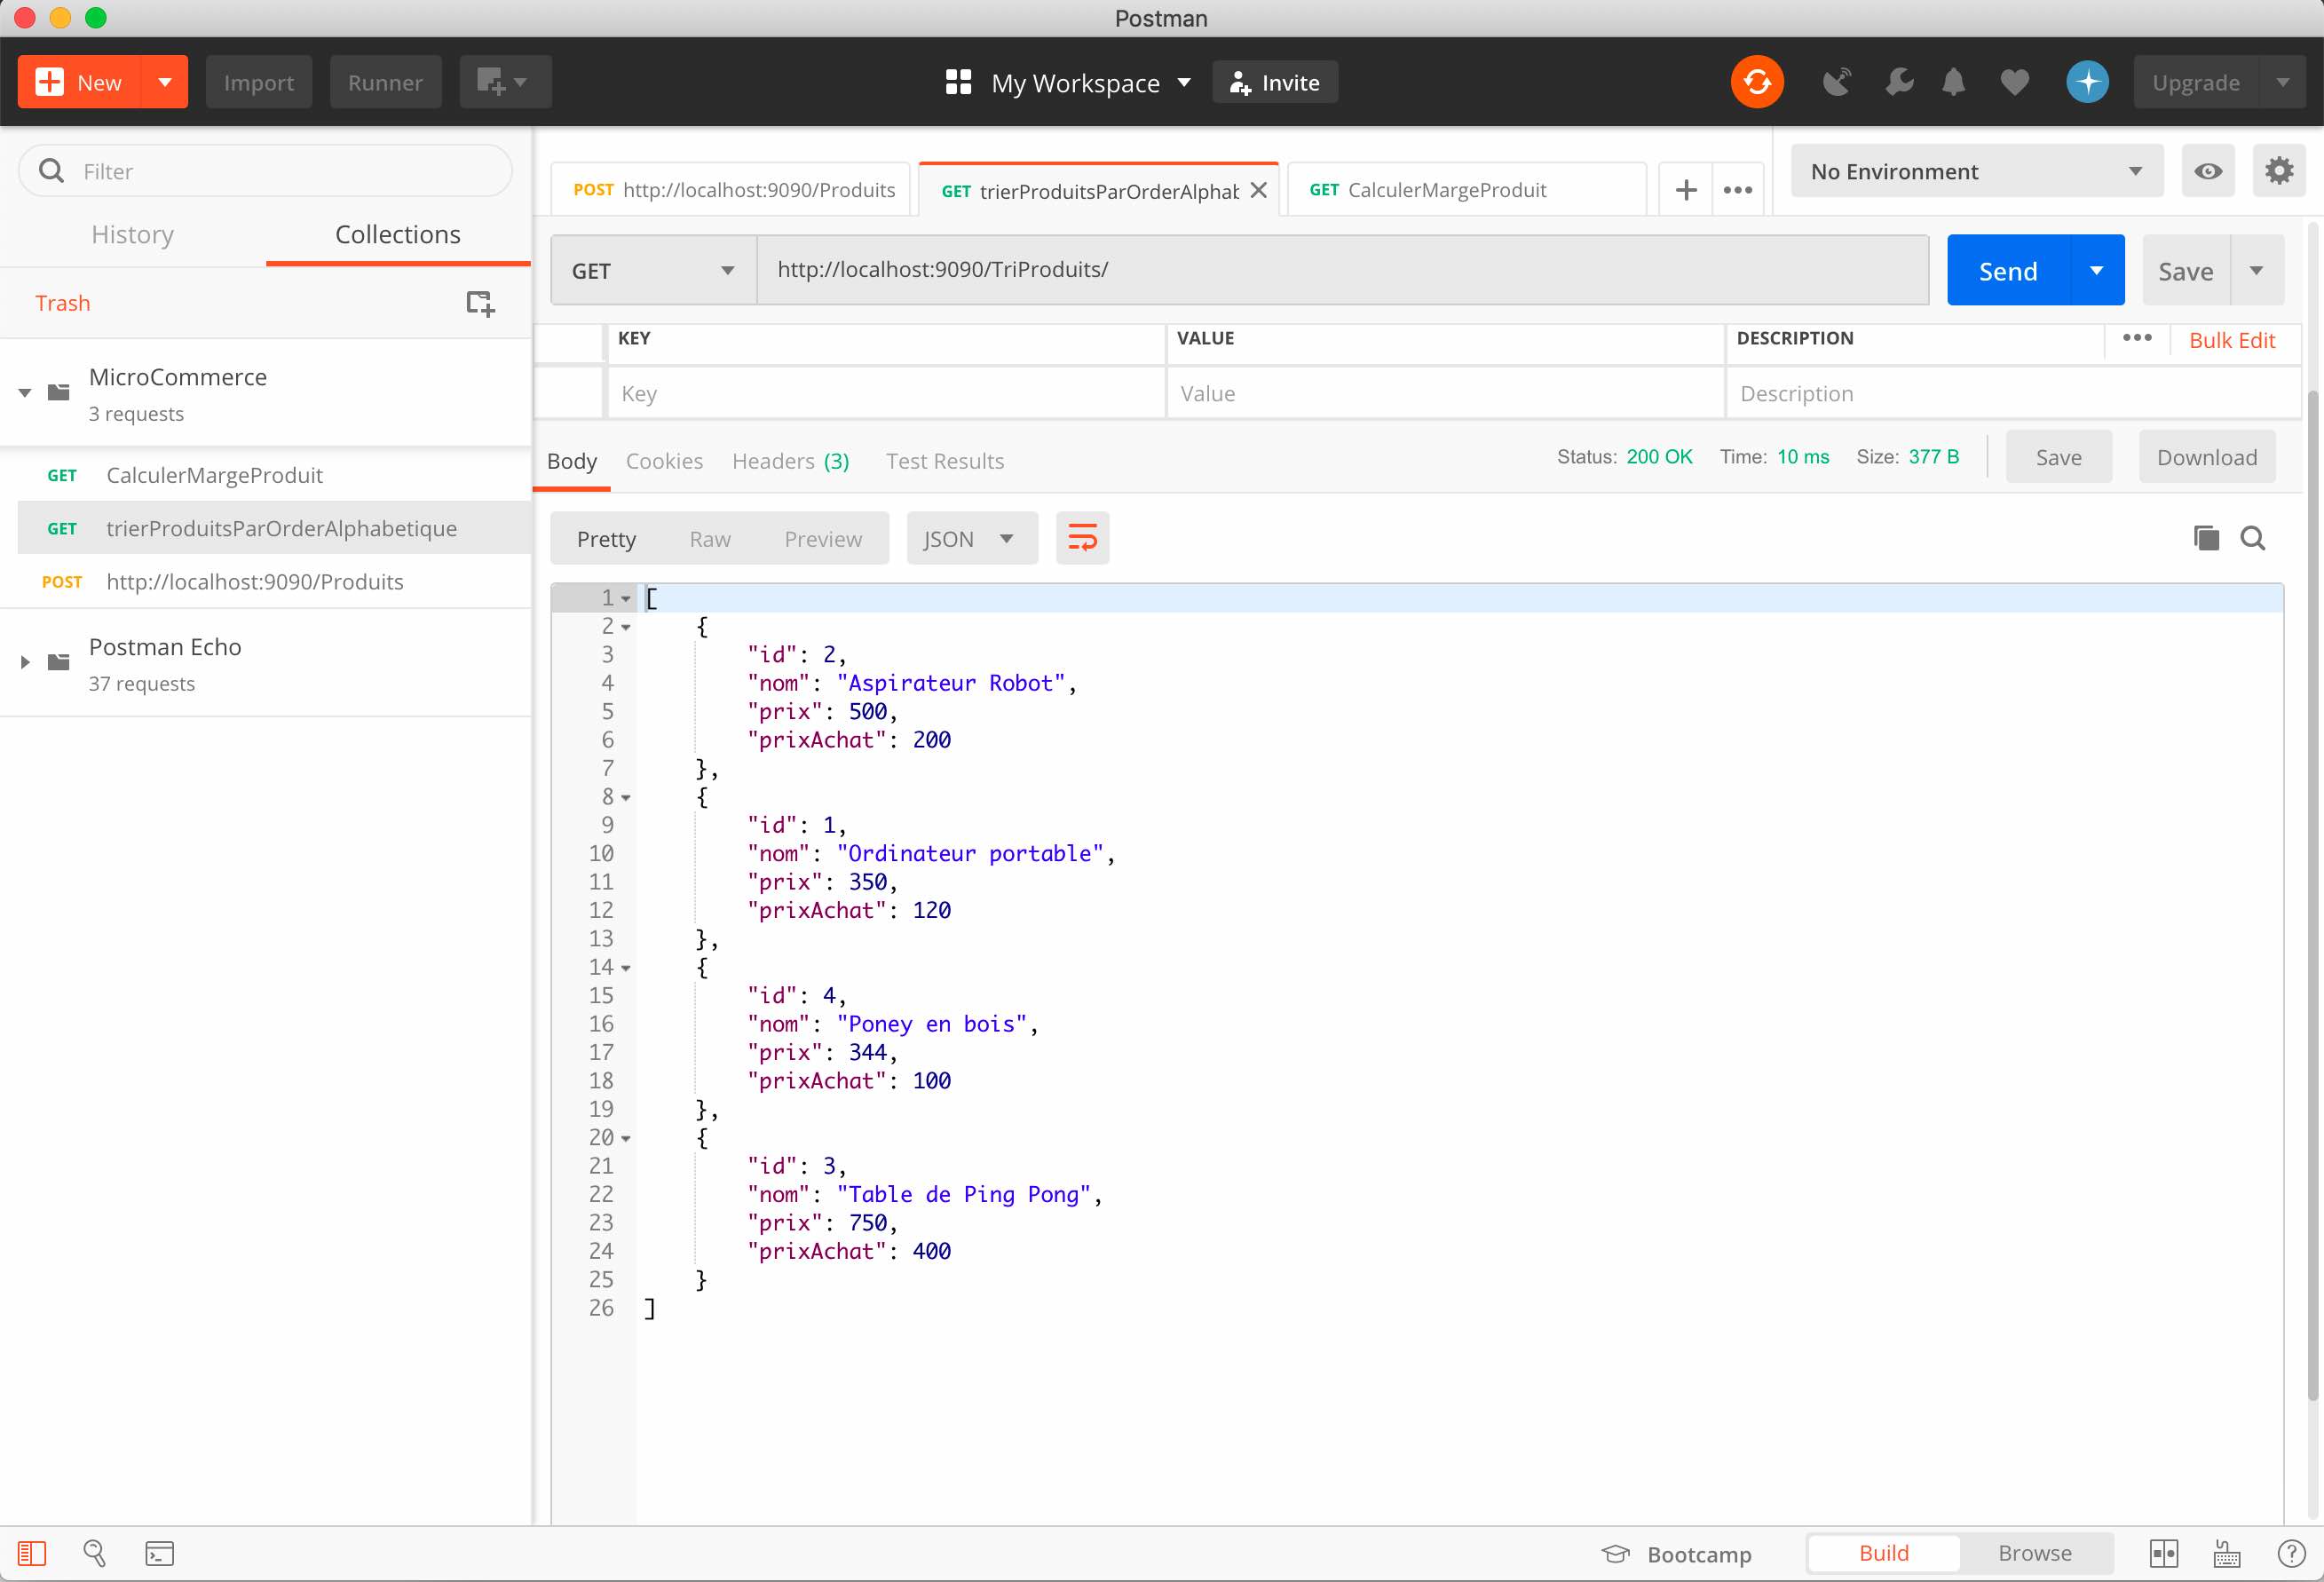 Postman
New
Import
Runner
My Workspace
Invite
Upgrade
Filter
History
Collections
Trash
MicroCommerce
3 requests
GET CalculerMargeProduit
GET trierProduitsParOrderAlphabetique
POST http://localhost:9090/Produits
Postman Echo
37 requests
POST http://localhost:9090/Produits
GET trierProduitsParOrderAlphab
GET CalculerMargeProduit
No Environment
GET
http://localhost:9090/TriProduits/
Send
Save
KEY VALUE DESCRIPTION
Bulk Edit
Key Value Description
Body Cookies Headers (3) Test Results
Status: 200 OK Time: 10 ms Size: 377 B
Save
Download
Pretty Raw Preview
JSON
1 [
2 {
3 "id": 2,
4 "nom": "Aspirateur Robot",
5 "prix": 500,
6 "prixAchat": 200
7 },
8 {
9 "id": 1,
10 "nom": "Ordinateur portable",
11 "prix": 350,
12 "prixAchat": 120
13 },
14 {
15 "id": 4,
16 "nom": "Poney en bois",
17 "prix": 344,
18 "prixAchat": 100
19 },
20 {
21 "id": 3,
22 "nom": "Table de Ping Pong",
23 "prix": 750,
24 "prixAchat": 400
25 }
26 ]
Bootcamp
Build
Browse